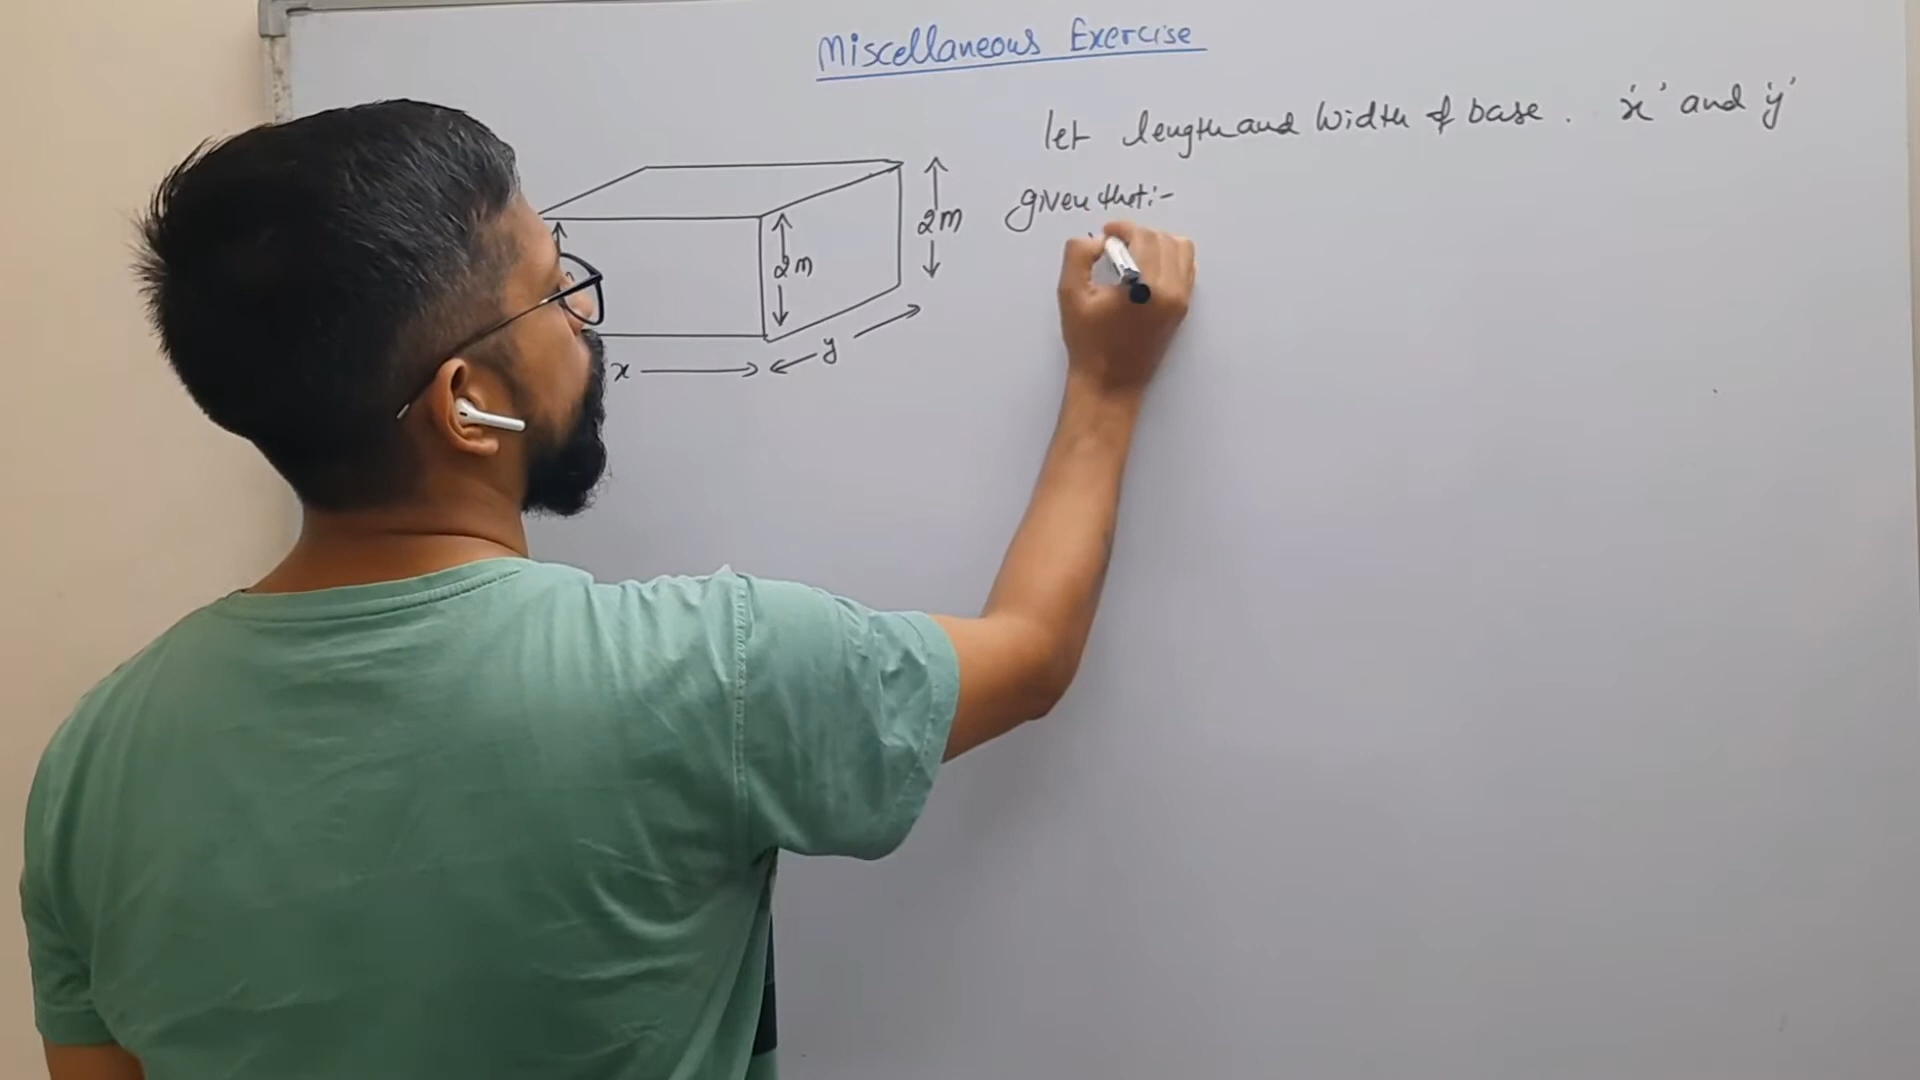 Miscellaneous Exercise
let length and width of base . 'x' and 'y'
given that:-
2m
2m
x
y